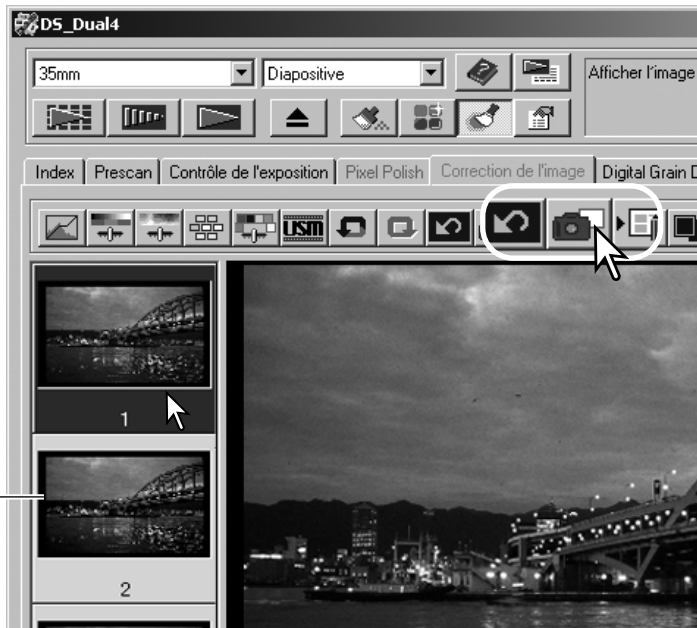 DS_Dual4
35mm
Diapositive
Afficher l'image
Index
Prescan
Contrôle de l'exposition
Pixel Polish
Correction de l'image
Digital Grain D
USM
1
2